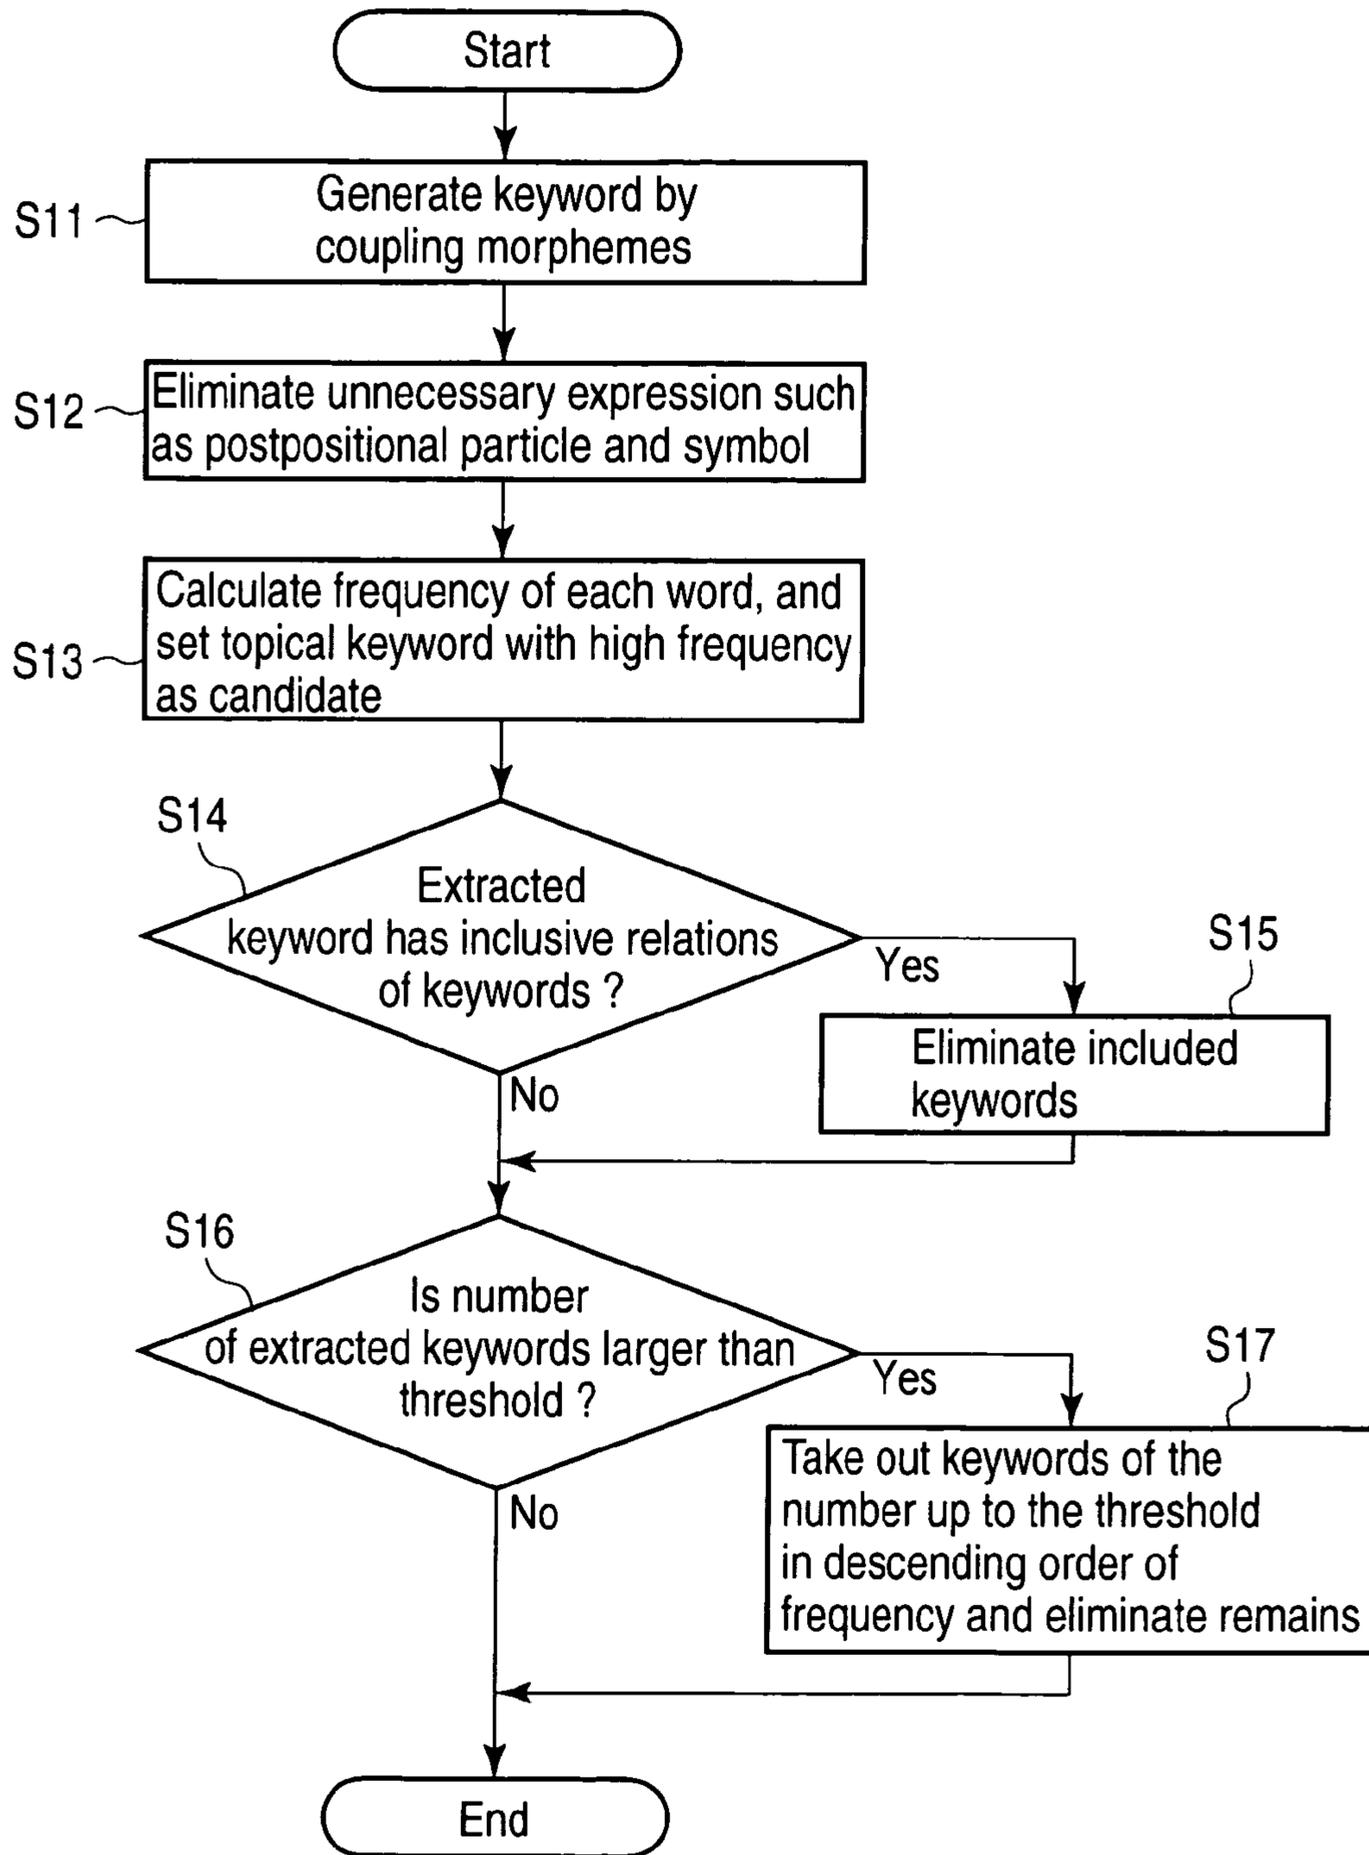 Start
S11
Generate keyword by
coupling morphemes
S12
Eliminate unnecessary expression such
as postpositional particle and symbol
S13
Calculate frequency of each word, and
set topical keyword with high frequency
as candidate
S14
Extracted
keyword has inclusive relations
of keywords ?
Yes
No
S15
Eliminate included
keywords
S16
Is number
of extracted keywords larger than
threshold ?
Yes
No
S17
Take out keywords of the
number up to the threshold
in descending order of
frequency and eliminate remains
End